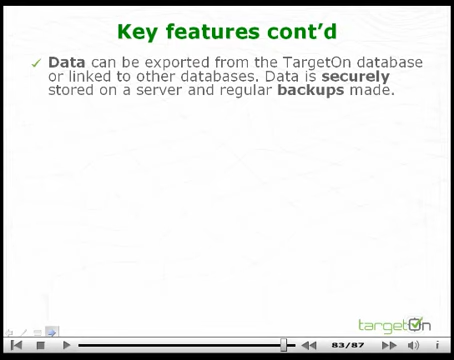 Key features cont'd
✓ Data can be exported from the TargetOn database
or linked to other databases. Data is securely
stored on a server and regular backups made.
targetOn
83/87